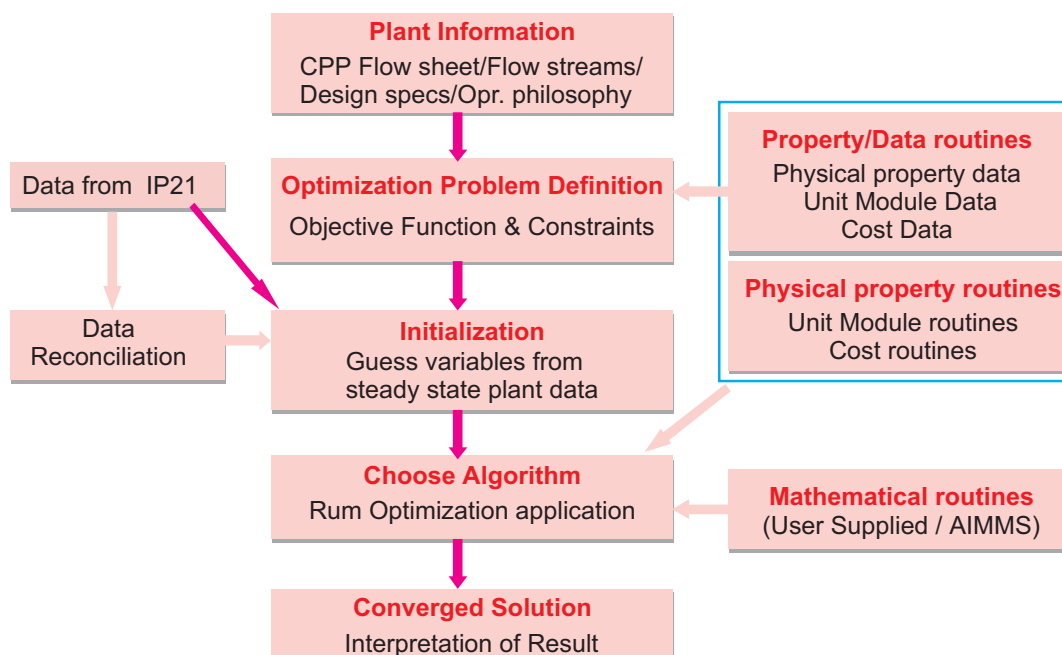 Plant Information
CPP Flow sheet/Flow streams/
Design specs/Opr. philosophy
Property/Data routines
Physical property data
Unit Module Data
Cost Data
Data from IP21
Optimization Problem Definition
Objective Function & Constraints
Physical property routines
Unit Module routines
Cost routines
Data
Reconciliation
Initialization
Guess variables from
steady state plant data
Choose Algorithm
Rum Optimization application
Mathematical routines
(User Supplied / AIMMS)
Converged Solution
Interpretation of Result